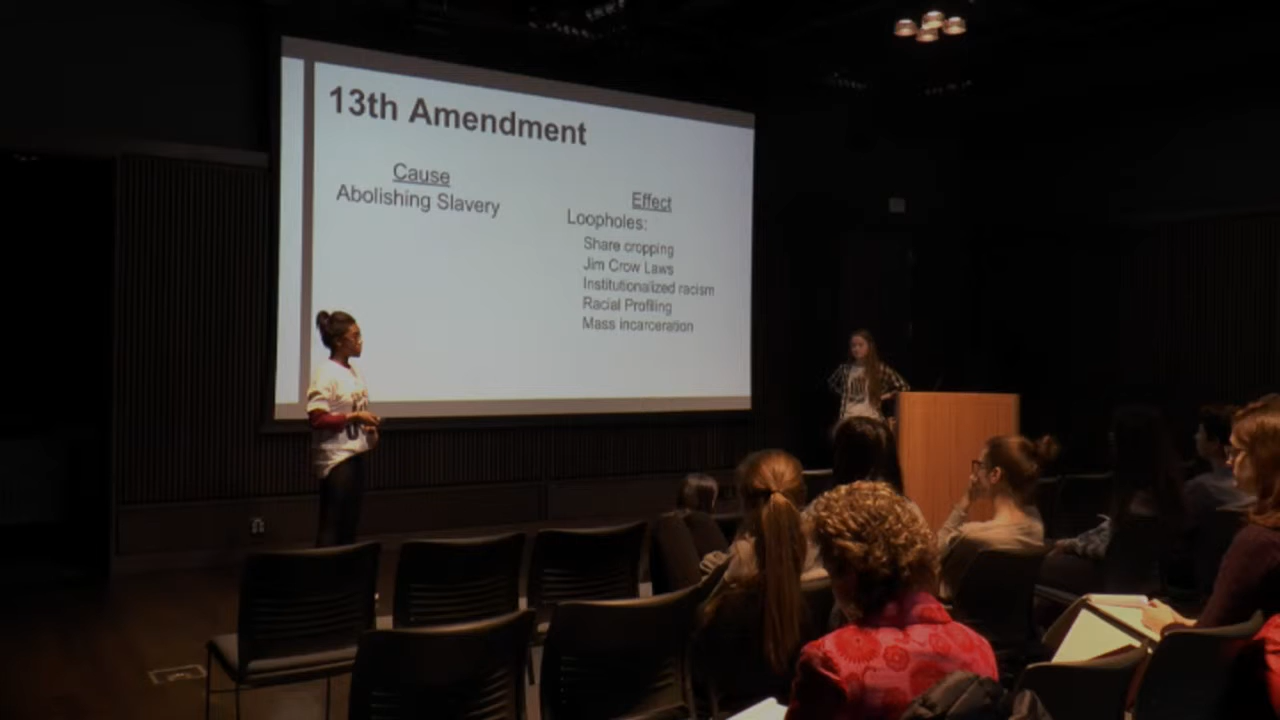 13th Amendment
Cause
Abolishing Slavery
Effect
Loopholes:
Share cropping
Jim Crow Laws
Institutionalized racism
Racial Profiling
Mass incarceration